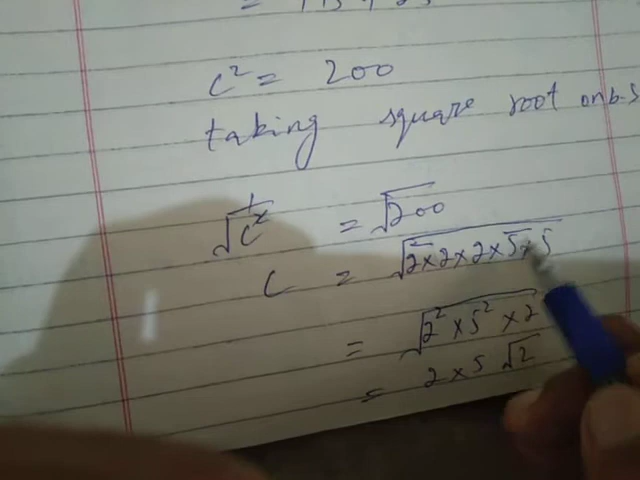 c² = 200
taking square root on b.s
√c² = √200
c = √2×2×2×5×5
= √2²×5²×2
= 2×5√2